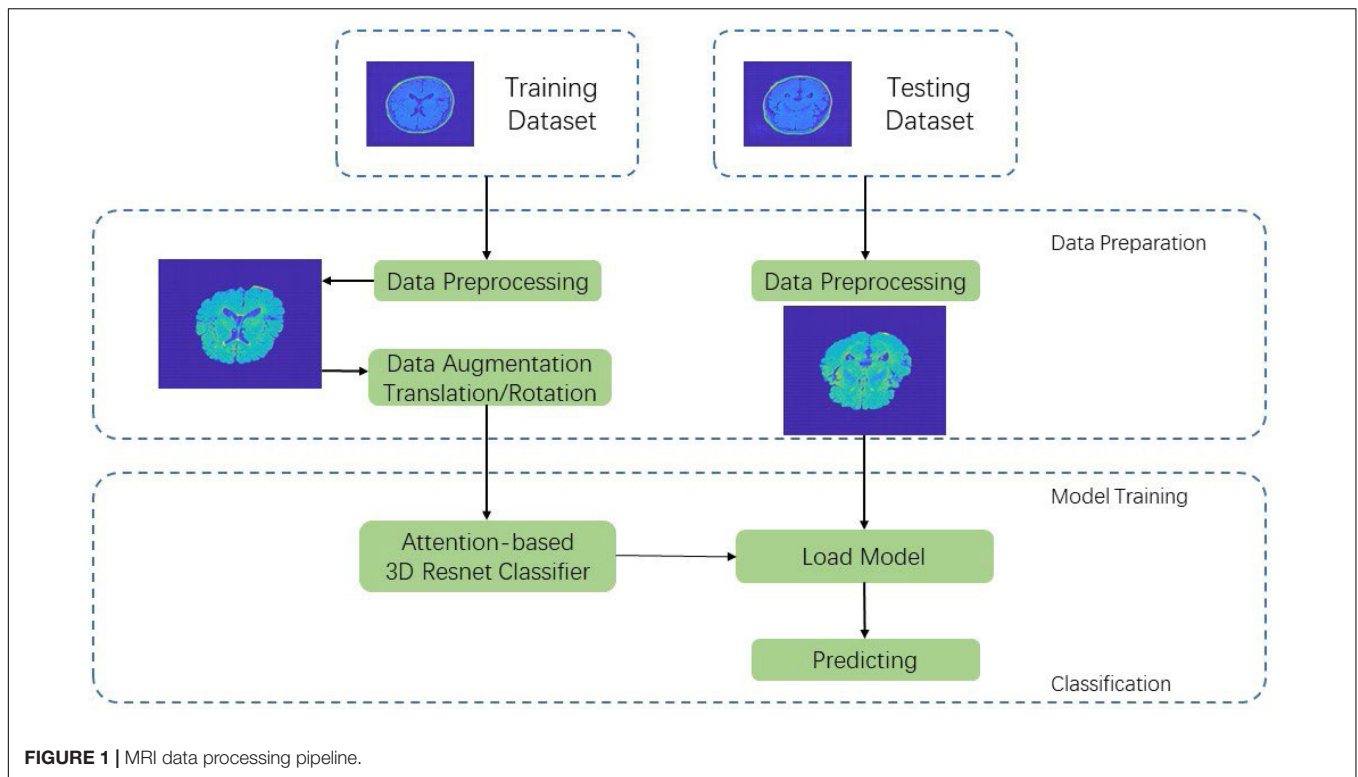 Training
Dataset
Testing
Dataset
Data Preparation
Data Preprocessing
Data Preprocessing
Data Augmentation
Translation/Rotation
Model Training
Attention-based
3D Resnet Classifier
Load Model
Predicting
Classification
FIGURE 1 | MRI data processing pipeline.